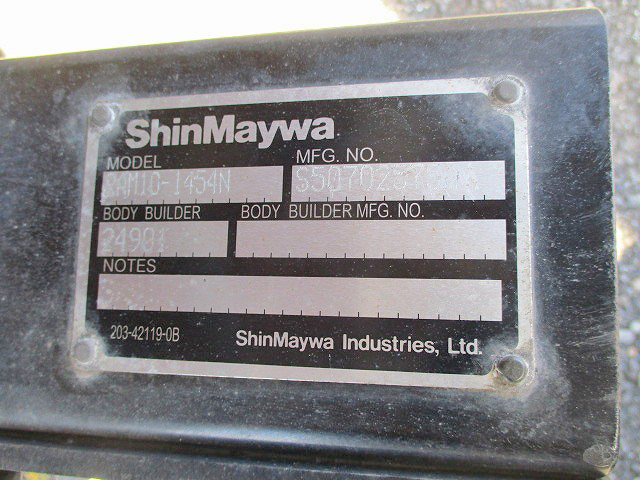 ShinMaywa
MODEL MFG. NO.
BODY BUILDER BODY BUILDER MFG. NO.
24901
NOTES
203-42119-0B ShinMaywa Industries, Ltd.